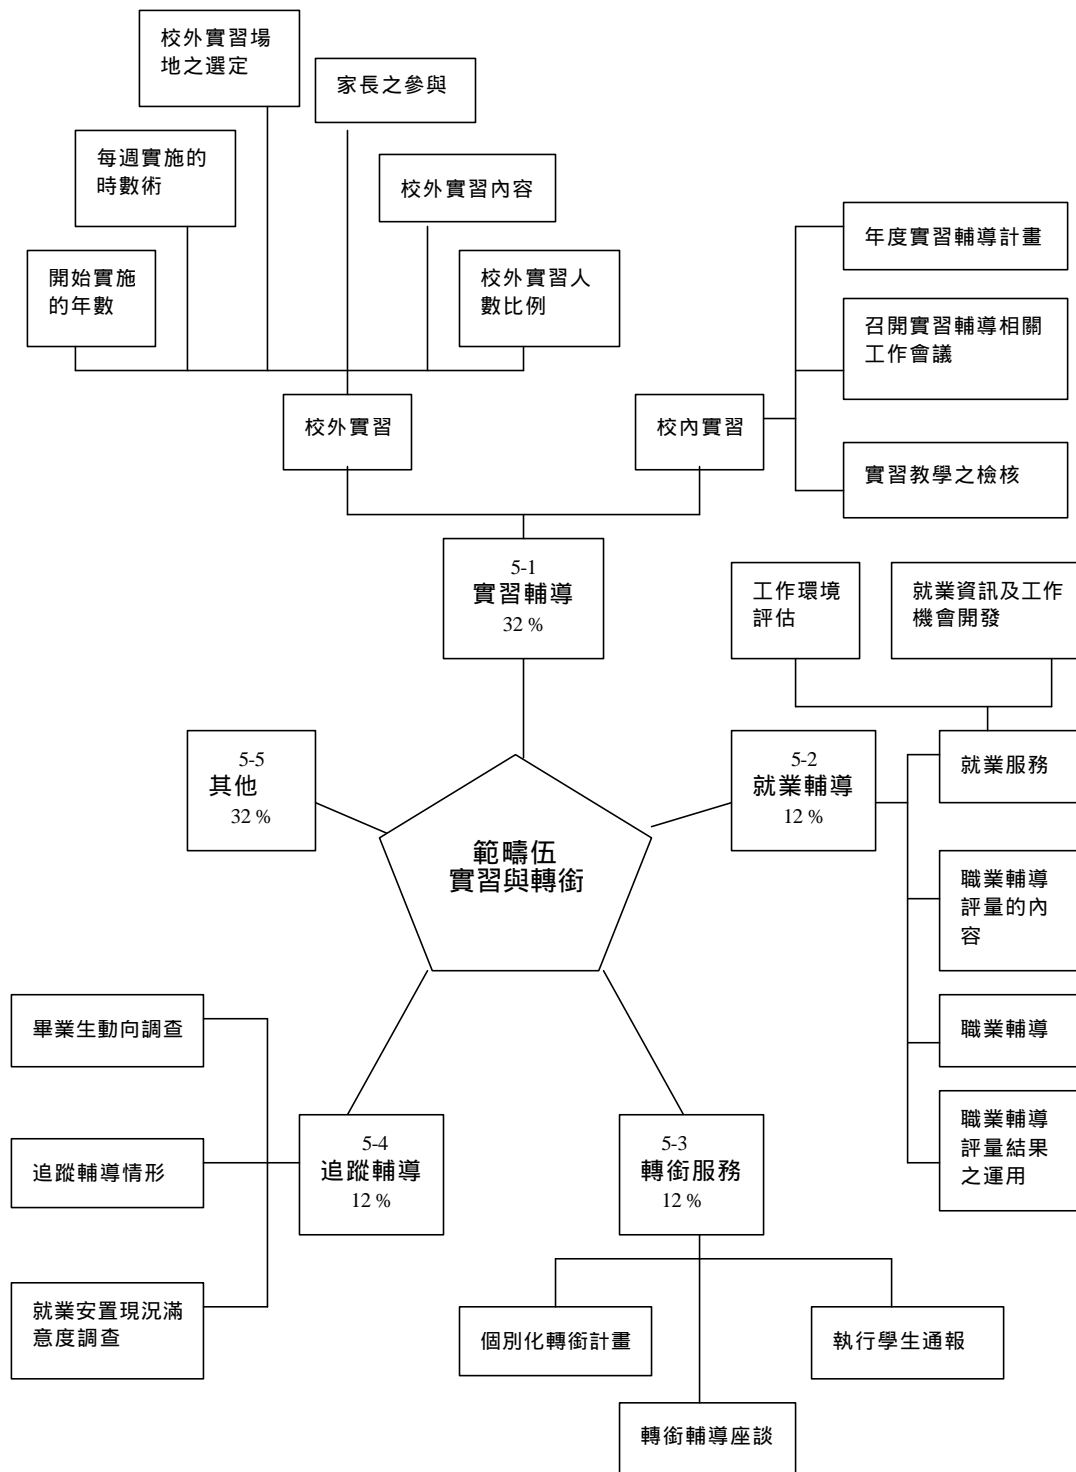 校外實習場
地之選定
家長之參與
每週實施的
時數術
校外實習內容
年度實習輔導計畫
開始實施
的年數
校外實習人
數比例
召開實習輔導相關
工作會議
校外實習
校內實習
實習教學之檢核
5-1
實習輔導
32 %
工作環境
評估
就業資訊及工作
機會開發
5-5
其他
32 %
5-2
就業輔導
12 %
就業服務
範疇伍
實習與轉銜
職業輔導
評量的內
容
畢業生動向調查
職業輔導
5-4
追蹤輔導
12 %
5-3
轉銜服務
12 %
職業輔導
評量結果
之運用
追蹤輔導情形
就業安置現況滿
意度調查
個別化轉銜計畫
執行學生通報
轉銜輔導座談